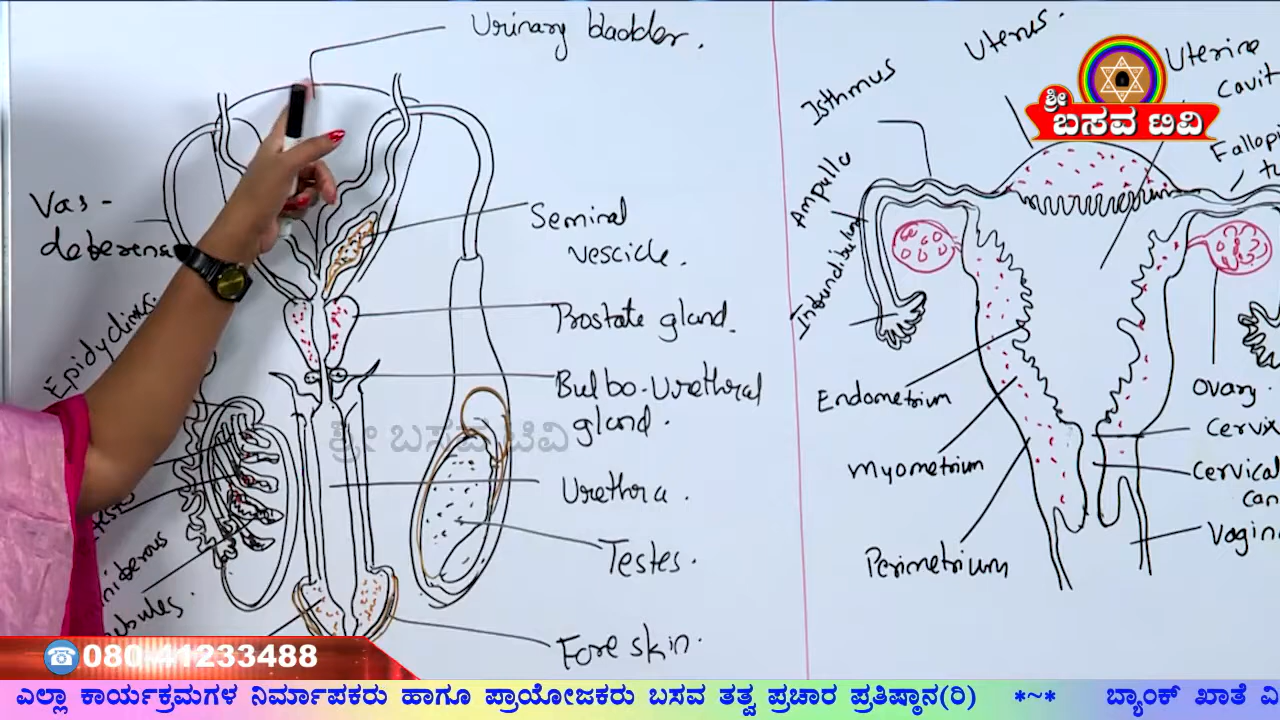 Urinary bladder.
Vas-
deferens
Seminal
vescicle.
Prostate gland.
Bulbo-Urethral
gland.
Urethra.
Testes.
Fore skin.
Epidydimis.
Isthmus
Uterus.
Uterine
Cavit
Fallopi
Ampulla
Endometrium
Myometrium
Perimetrium
Ovary.
Cervix
Cervical
Can
Vagin
ಶ್ರೀ
ಬಸವ ಟಿವಿ
ಶ್ರೀ ಬಸವ ಟಿವಿ
080-41233488
ಎಲ್ಲಾ ಕಾರ್ಯಕ್ರಮಗಳ ನಿರ್ಮಾಪಕರು ಹಾಗೂ ಪ್ರಾಯೋಜಕರು ಬಸವ ತತ್ವ ಪ್ರಚಾರ ಪ್ರತಿಷ್ಠಾನ(ರಿ) *~* ಬ್ಯಾಂಕ್ ಖಾತೆ ವಿ